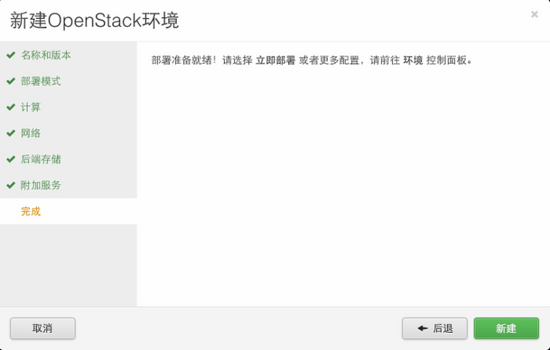 新建OpenStack环境
名称和版本
部署准备就绪！请选择 立即部署 或者更多配置，请前往 环境 控制面板。
部署模式
计算
网络
后端存储
附加服务
完成
取消
后退
新建